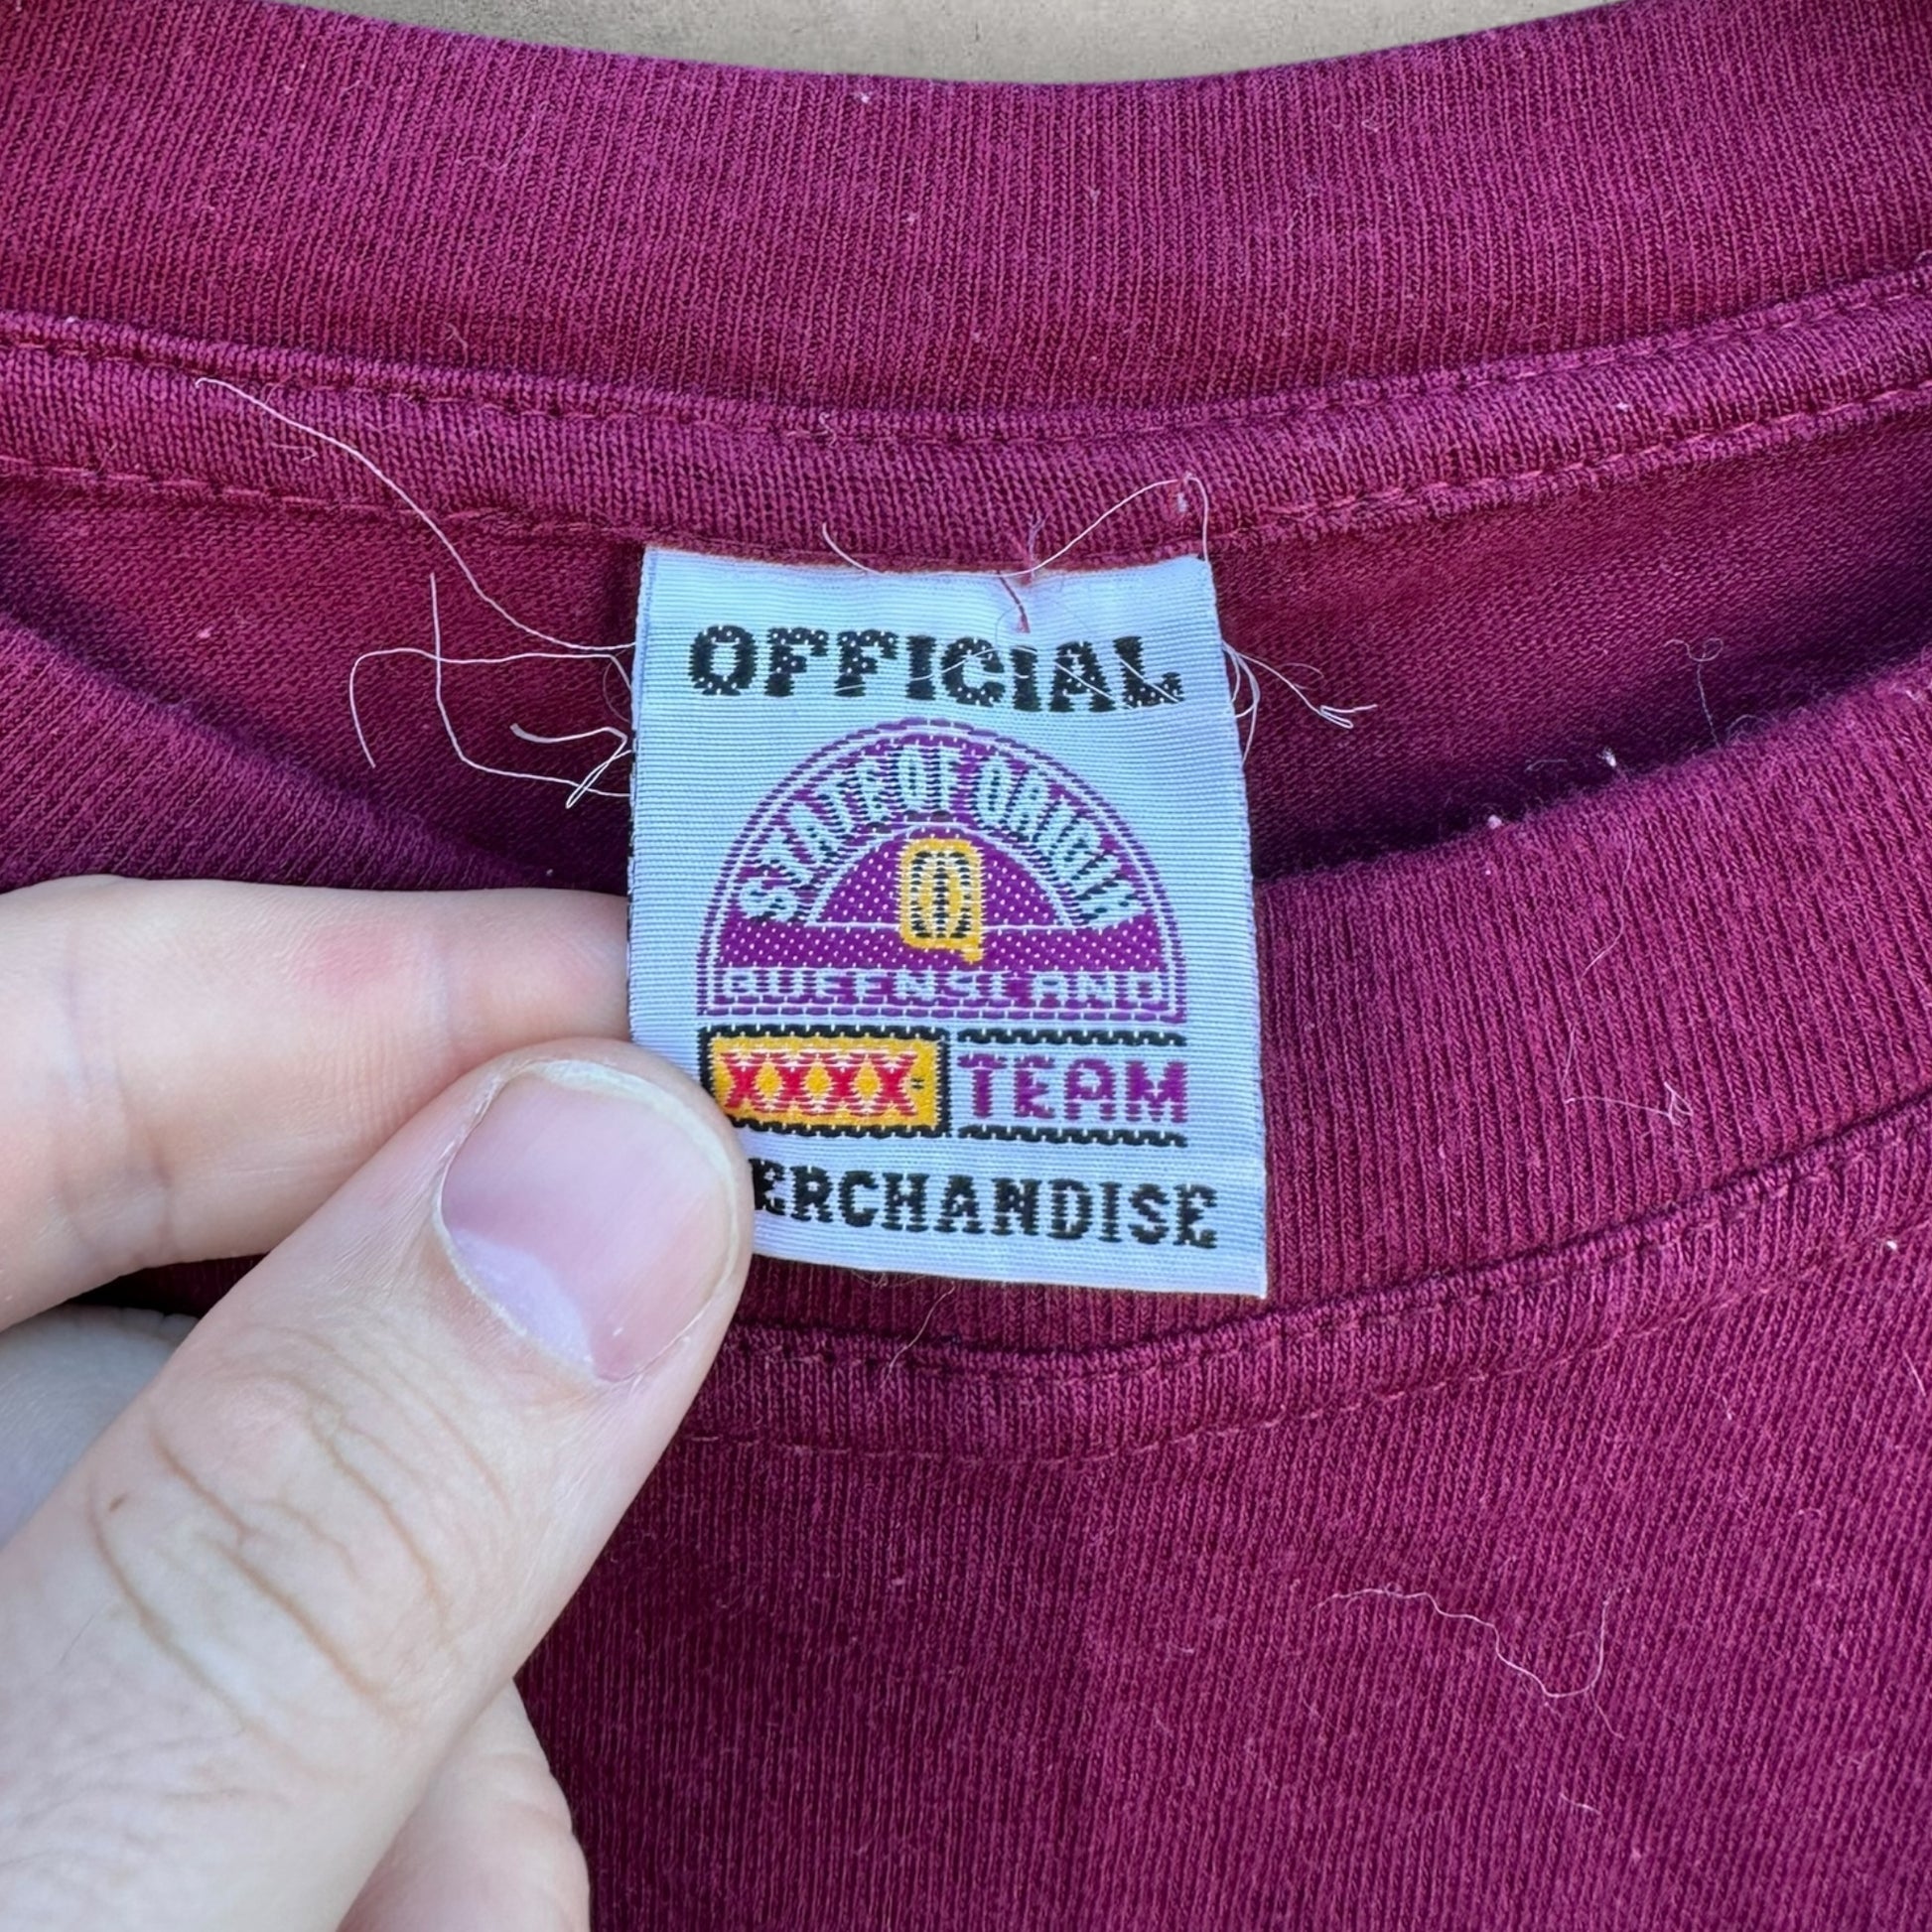 OFFICIAL
STATE OF ORIGIN
Q
QUEENSLAND
XXXX TEAM
ERCHANDISE